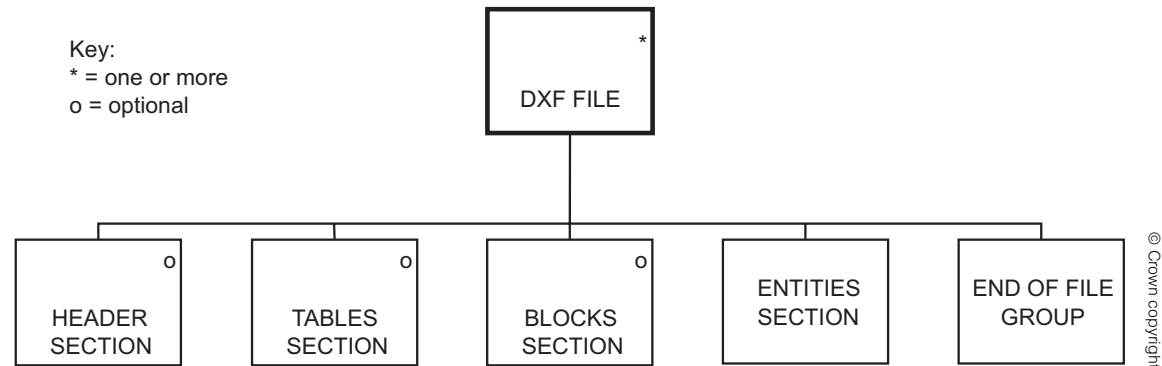 Key:
* = one or more
o = optional
*
DXF FILE
o
HEADER
SECTION
o
TABLES
SECTION
o
BLOCKS
SECTION
ENTITIES
SECTION
END OF FILE
GROUP
© Crown copyright